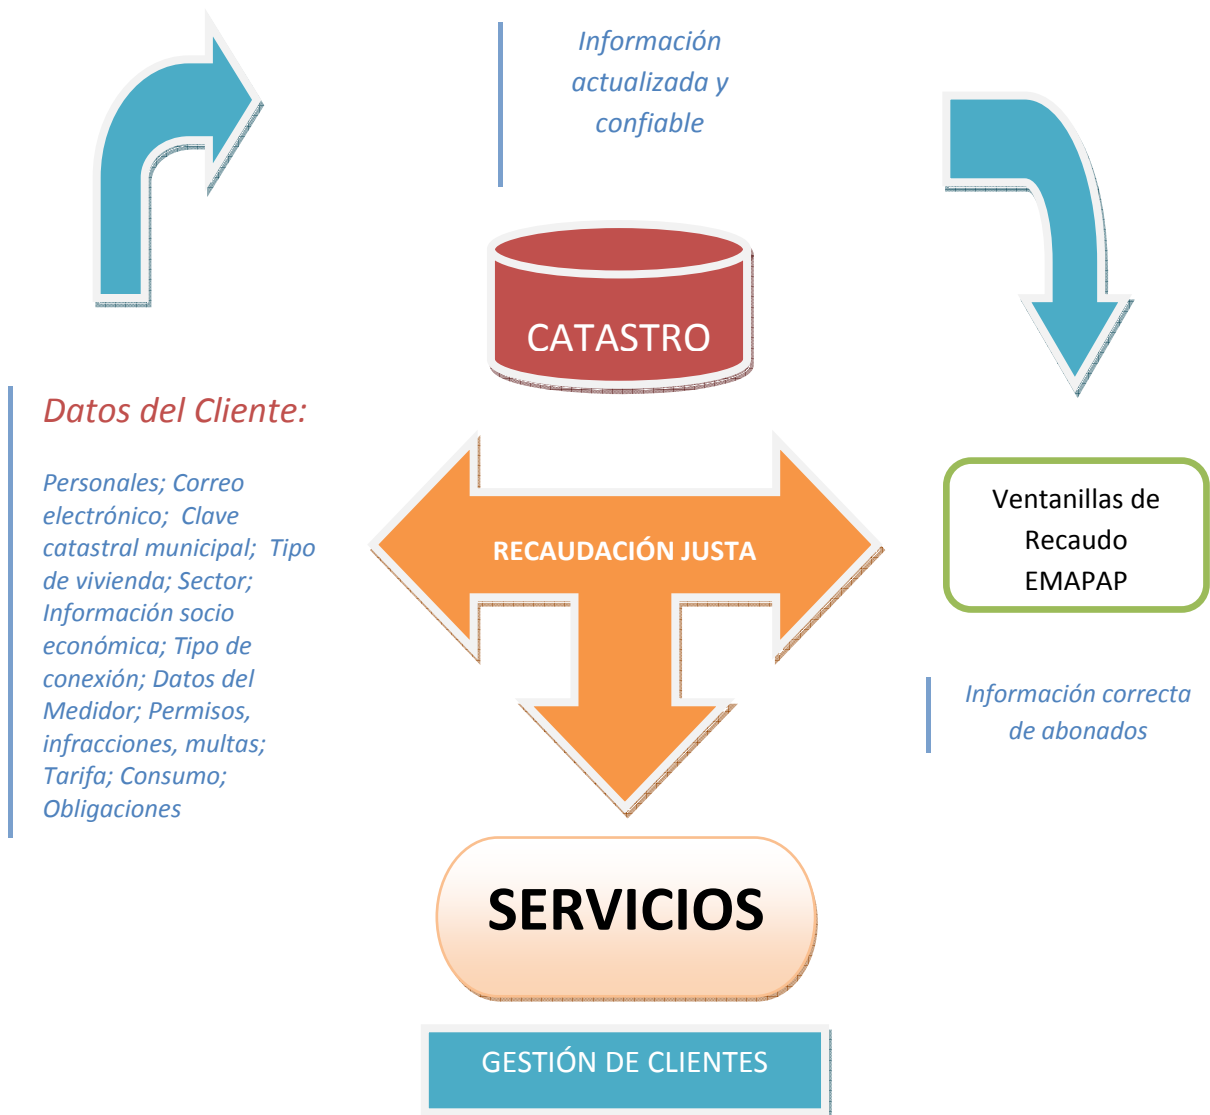 Información
actualizada y
confiable
CATASTRO
Datos del Cliente:
Personales; Correo
electrónico; Clave
catastral municipal; Tipo
de vivienda; Sector;
Información socio
económica; Tipo de
conexión; Datos del
Medidor; Permisos,
infracciones, multas;
Tarifa; Consumo;
Obligaciones
RECAUDACIÓN JUSTA
Ventanillas de
Recaudo
EMAPAP
Información correcta
de abonados
SERVICIOS
GESTIÓN DE CLIENTES